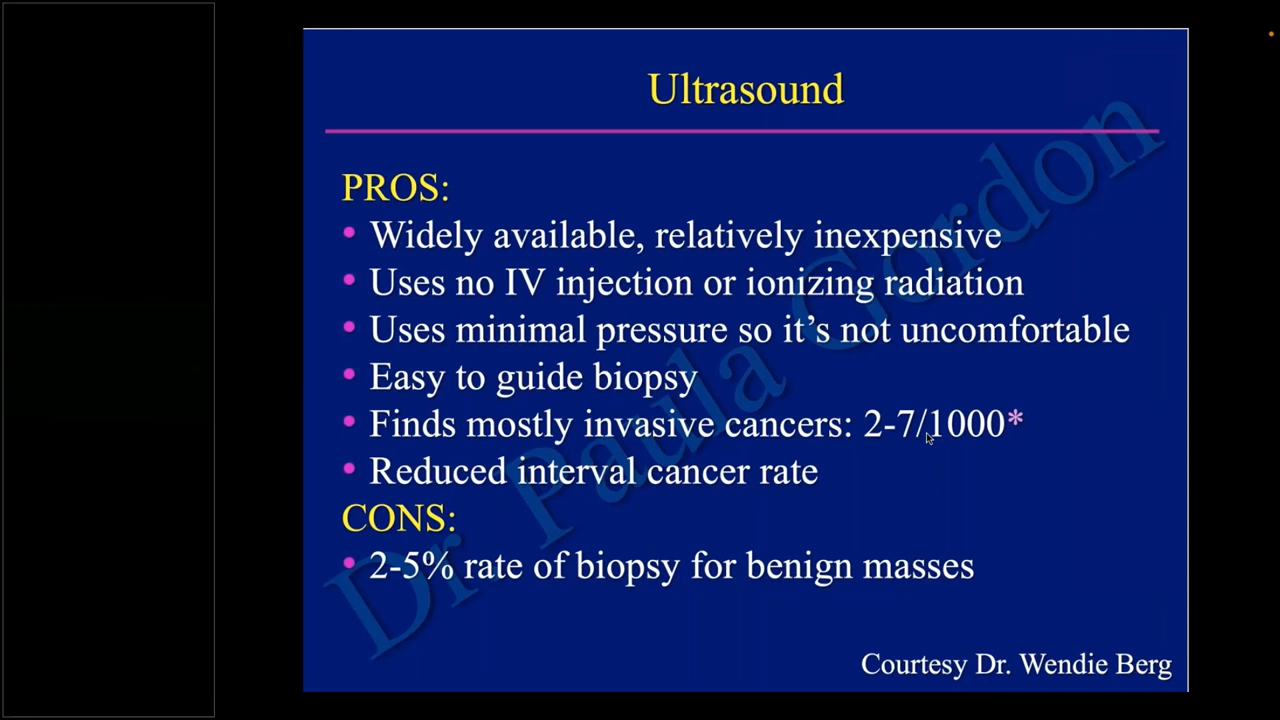 Ultrasound
PROS:
• Widely available, relatively inexpensive
• Uses no IV injection or ionizing radiation
• Uses minimal pressure so it’s not uncomfortable
• Easy to guide biopsy
• Finds mostly invasive cancers: 2-7/1000*
• Reduced interval cancer rate
CONS:
• 2-5% rate of biopsy for benign masses
Courtesy Dr. Wendie Berg
Dr. Paula Gordon